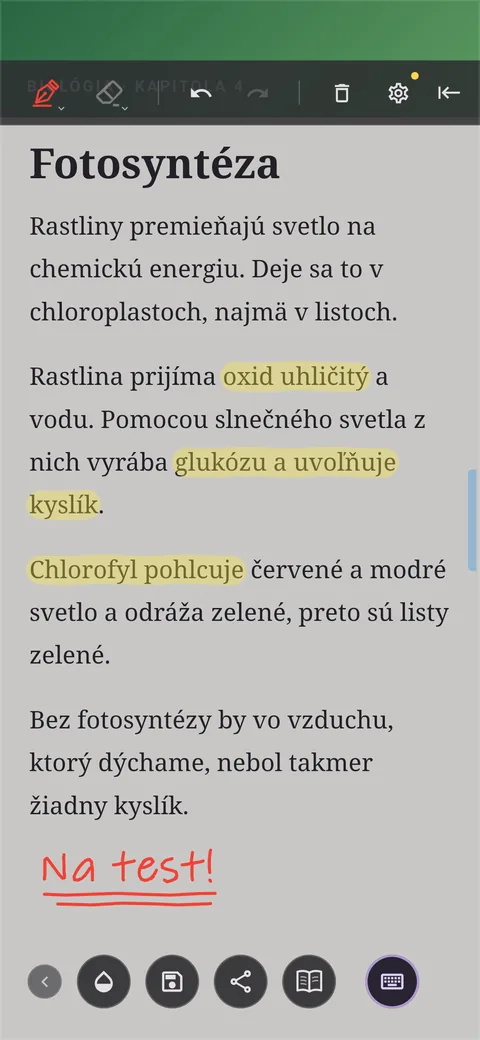 BIOLÓGIA · KAPITOLA 4
Fotosyntéza
Rastliny premieňajú svetlo na
chemickú energiu. Deje sa to v
chloroplastoch, najmä v listoch.
Rastlina prijíma oxid uhličitý a
vodu. Pomocou slnečného svetla z
nich vyrába glukózu a uvoľňuje
kyslík.
Chlorofyl pohlcuje červené a modré
svetlo a odráža zelené, preto sú listy
zelené.
Bez fotosyntézy by vo vzduchu,
ktorý dýchame, nebol takmer
žiadny kyslík.
Na test!